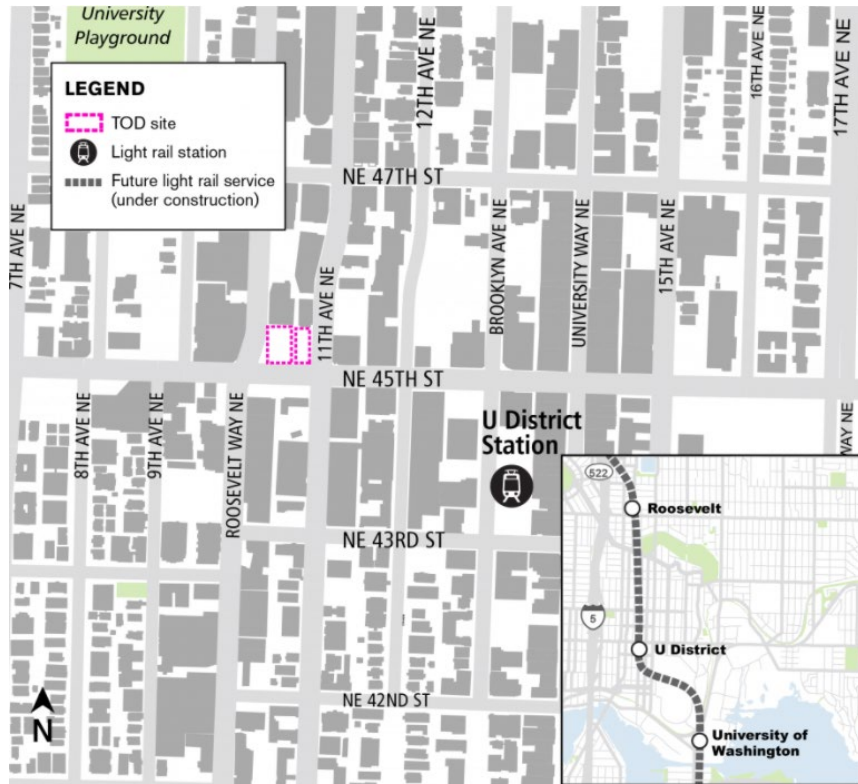 University
Playground
LEGEND
TOD site
Light rail station
Future light rail service
(under construction)
12TH AVE NE
16TH AVE NE
17TH AVE NE
NE 47TH ST
7TH AVE NE
11TH AVE NE
BROOKLYN AVE NE
UNIVERSITY WAY NE
15TH AVE NE
NE 45TH ST
8TH AVE NE
9TH AVE NE
ROOSEVELT WAY NE
U District
Station
WAY NE
NE 43RD ST
NE 42ND ST
N
522
Roosevelt
5
U District
University of
Washington